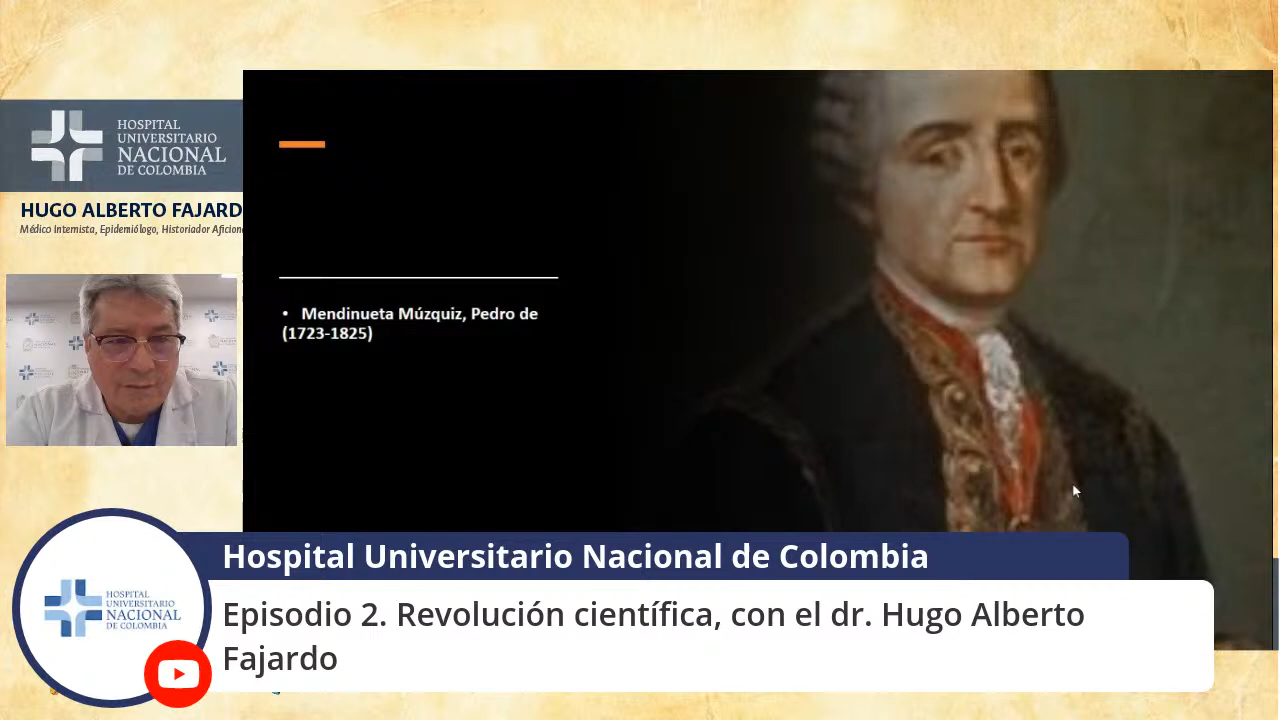 HOSPITAL
UNIVERSITARIO
NACIONAL
DE COLOMBIA
HUGO ALBERTO FAJARD
Médico Internista, Epidemiólogo, Historiador Aficion
• Mendinueta Múzquiz, Pedro de
(1723-1825)
Hospital Universitario Nacional de Colombia
Episodio 2. Revolución científica, con el dr. Hugo Alberto
Fajardo
HOSPITAL
UNIVERSITARIO
NACIONAL
DE COLOMBIA